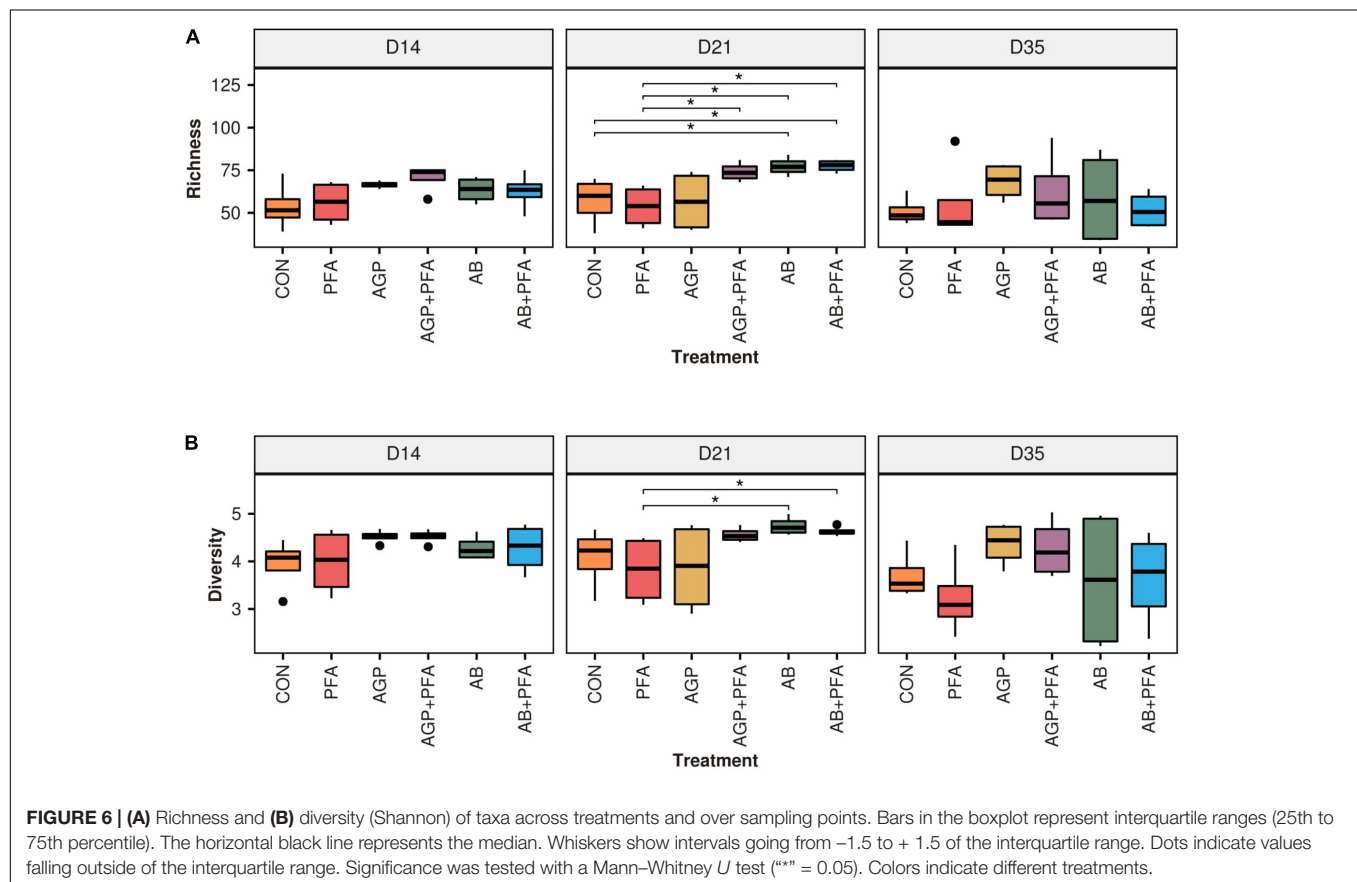 A
D14
D21
D35
Richness
125
100
75
50
* * * * *
CON
PFA
AGP
AGP+PFA
AB
AB+PFA
CON
PFA
AGP
AGP+PFA
AB
AB+PFA
CON
PFA
AGP
AGP+PFA
AB
AB+PFA
Treatment
B
D14
D21
D35
Diversity
5
4
3
* *
CON
PFA
AGP
AGP+PFA
AB
AB+PFA
CON
PFA
AGP
AGP+PFA
AB
AB+PFA
CON
PFA
AGP
AGP+PFA
AB
AB+PFA
Treatment
FIGURE 6 | (A) Richness and (B) diversity (Shannon) of taxa across treatments and over sampling points. Bars in the boxplot represent interquartile ranges (25th to
75th percentile). The horizontal black line represents the median. Whiskers show intervals going from –1.5 to + 1.5 of the interquartile range. Dots indicate values
falling outside of the interquartile range. Significance was tested with a Mann–Whitney U test (“*” = 0.05). Colors indicate different treatments.